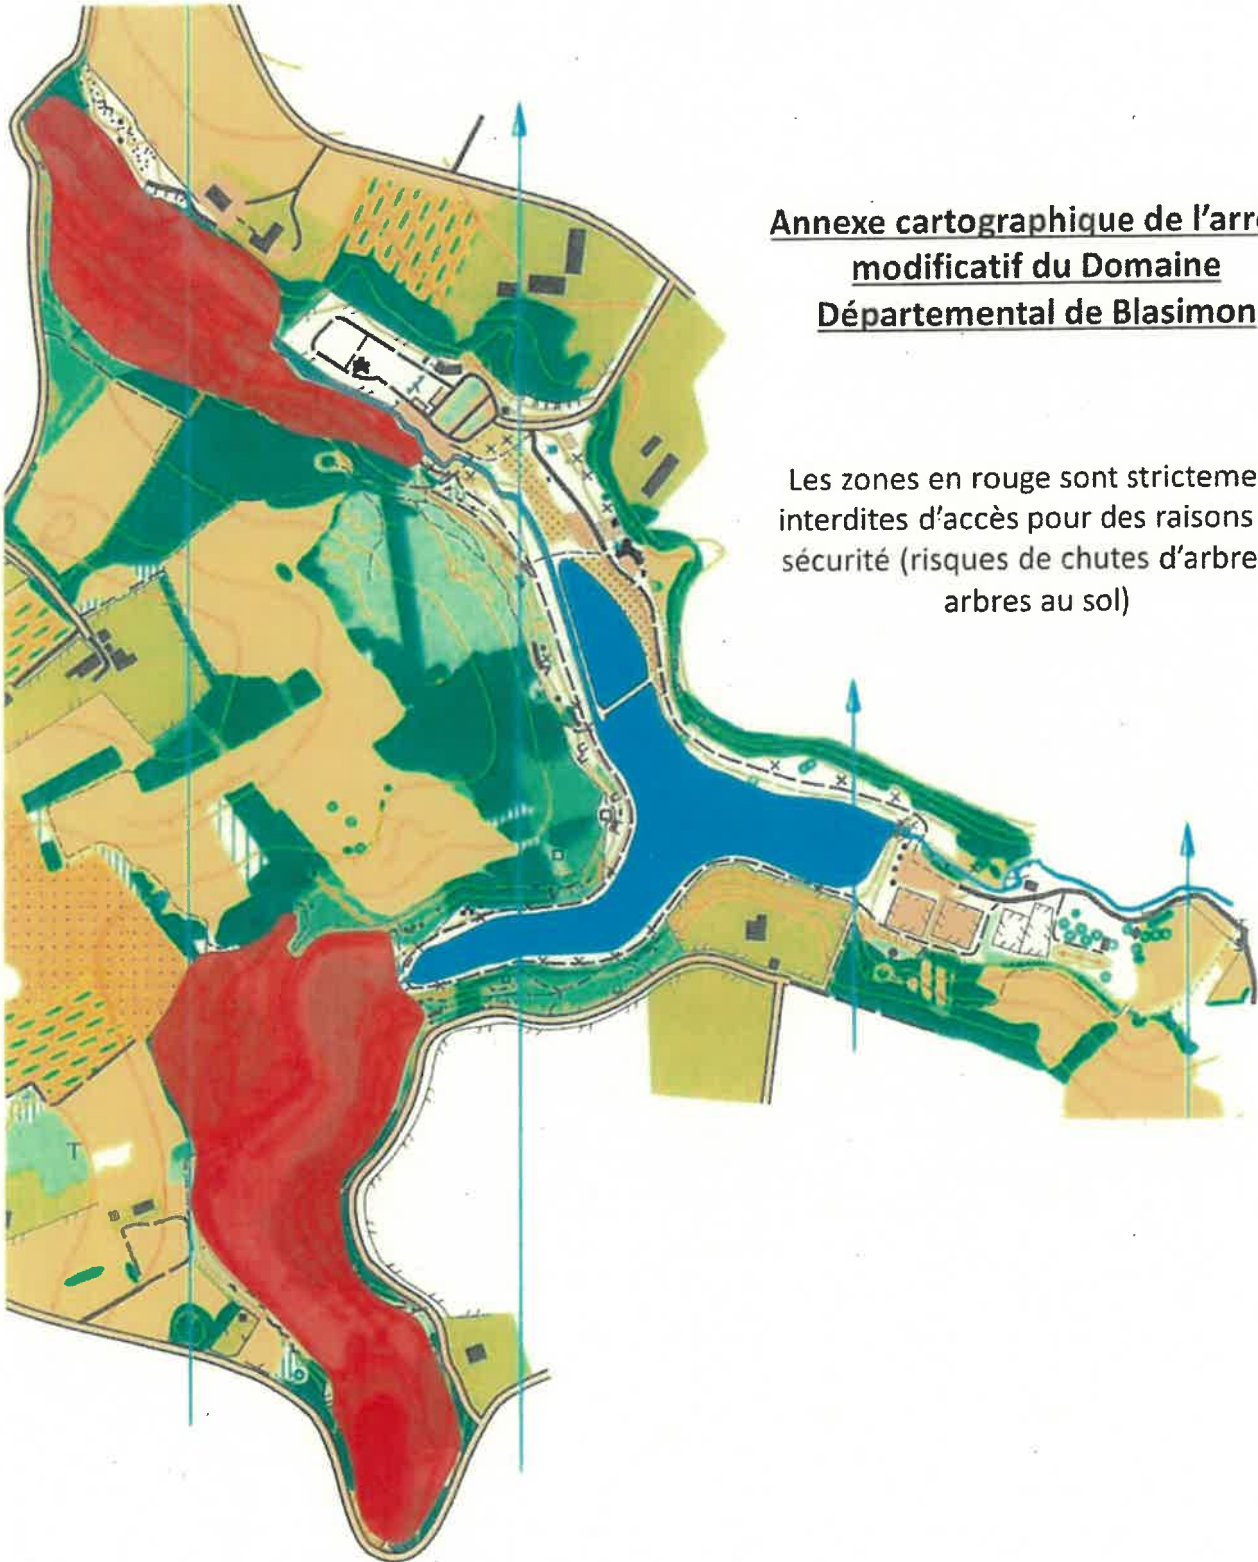 Annexe cartographique de l'arr
modificatif du Domaine
Départemental de Blasimon
Les zones en rouge sont stricteme
interdites d'accès pour des raisons
sécurité (risques de chutes d'arbre
arbres au sol)